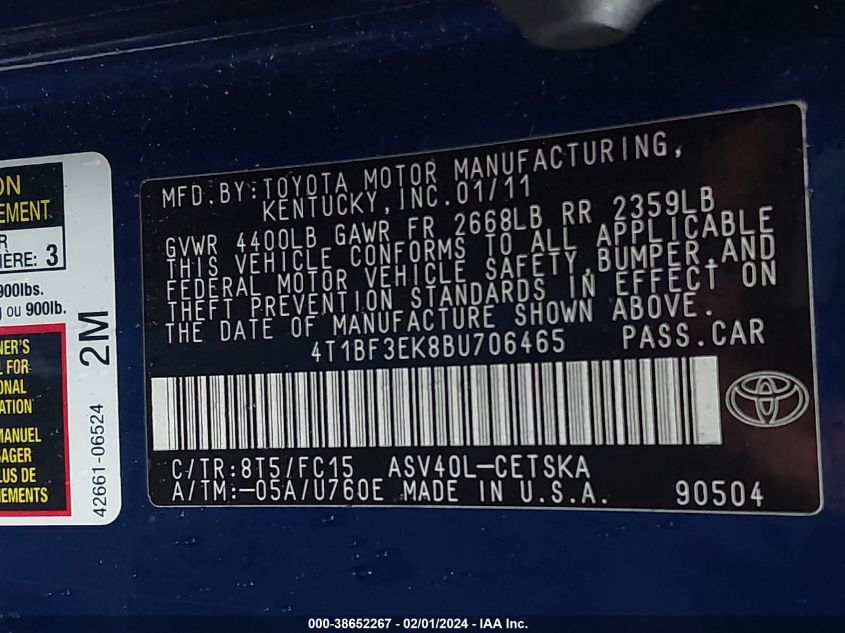 ON
EMENT
R
HERE: 3
900lbs.
g ou 900lb.
NER'S
L FOR
ONAL
ATION
MANUEL
SAGER
LUS DE
NEMENTS
2M
42661-06524
MFD.BY:TOYOTA MOTOR MANUFACTURING,
KENTUCKY,INC.01/11
GVWR 4400LB GAWR FR 2668LB RR 2359LB
THIS VEHICLE CONFORMS TO ALL APPLICABLE
FEDERAL MOTOR VEHICLE SAFETY,BUMPER,AND
THEFT PREVENTION STANDARDS IN EFFECT ON
THE DATE OF MANUFACTURE SHOWN ABOVE.
4T1BF3EK8BU706465 PASS.CAR
C/TR:8T5/FC15 ASV40L-CETSKA
A/TM:-05A/U760E MADE IN U.S.A. 90504
000-38652267 - 02/01/2024 - IAA Inc.